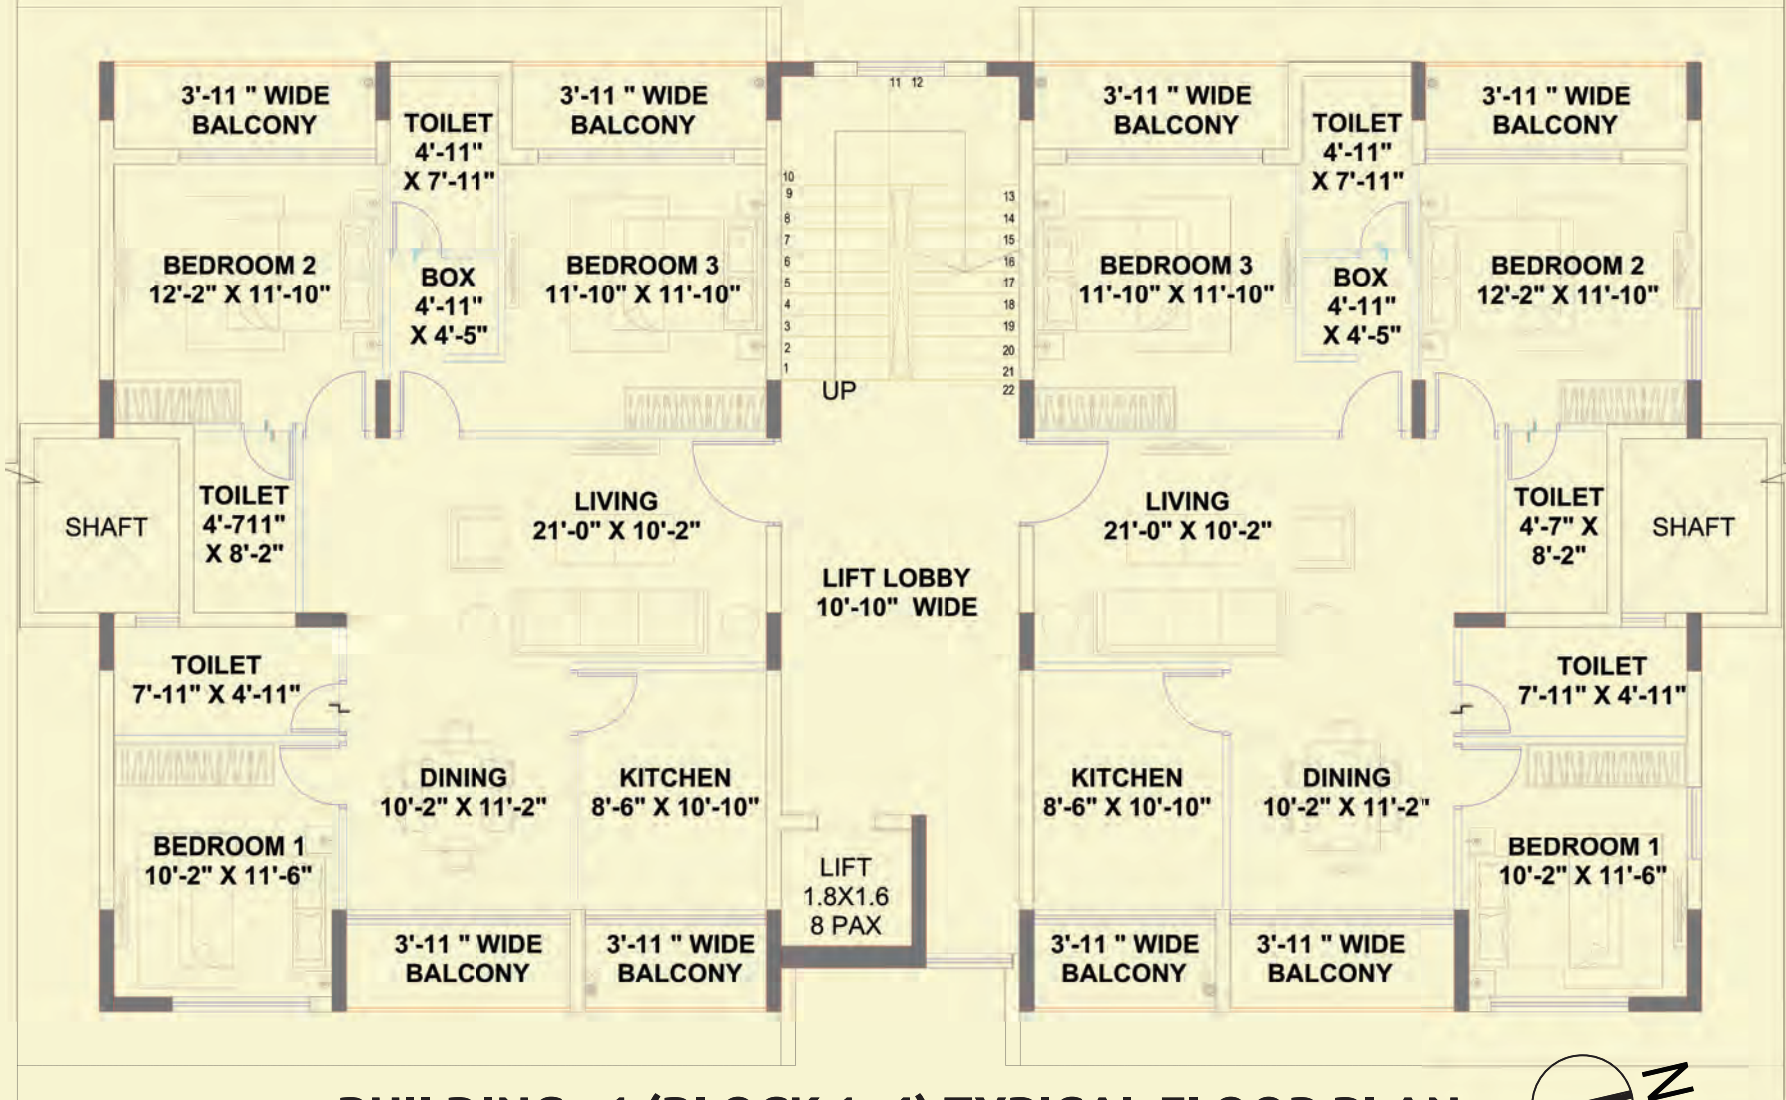 3'-11 " WIDE
BALCONY
TOILET
4'-11"
X 7'-11"
3'-11 " WIDE
BALCONY
11 12
3'-11 " WIDE
BALCONY
TOILET
4'-11"
X 7'-11"
3'-11 " WIDE
BALCONY
BEDROOM 2
12'-2" X 11'-10"
BOX
4'-11"
X 4'-5"
BEDROOM 3
11'-10" X 11'-10"
10
9
8
7
6
5
4
3
2
1
UP
13
14
15
16
17
18
19
20
21
22
BEDROOM 3
11'-10" X 11'-10"
BOX
4'-11"
X 4'-5"
BEDROOM 2
12'-2" X 11'-10"
SHAFT
TOILET
4'-711"
X 8'-2"
LIVING
21'-0" X 10'-2"
LIFT LOBBY
10'-10" WIDE
LIVING
21'-0" X 10'-2"
TOILET
4'-7" X
8'-2"
SHAFT
TOILET
7'-11" X 4'-11"
TOILET
7'-11" X 4'-11"
DINING
10'-2" X 11'-2"
KITCHEN
8'-6" X 10'-10"
KITCHEN
8'-6" X 10'-10"
DINING
10'-2" X 11'-2"
BEDROOM 1
10'-2" X 11'-6"
LIFT
1.8X1.6
8 PAX
BEDROOM 1
10'-2" X 11'-6"
3'-11 " WIDE
BALCONY
3'-11 " WIDE
BALCONY
3'-11 " WIDE
BALCONY
3'-11 " WIDE
BALCONY
N
BUILDING - 1 (BLOCK 1-4) TYPICAL FLOOR PLAN